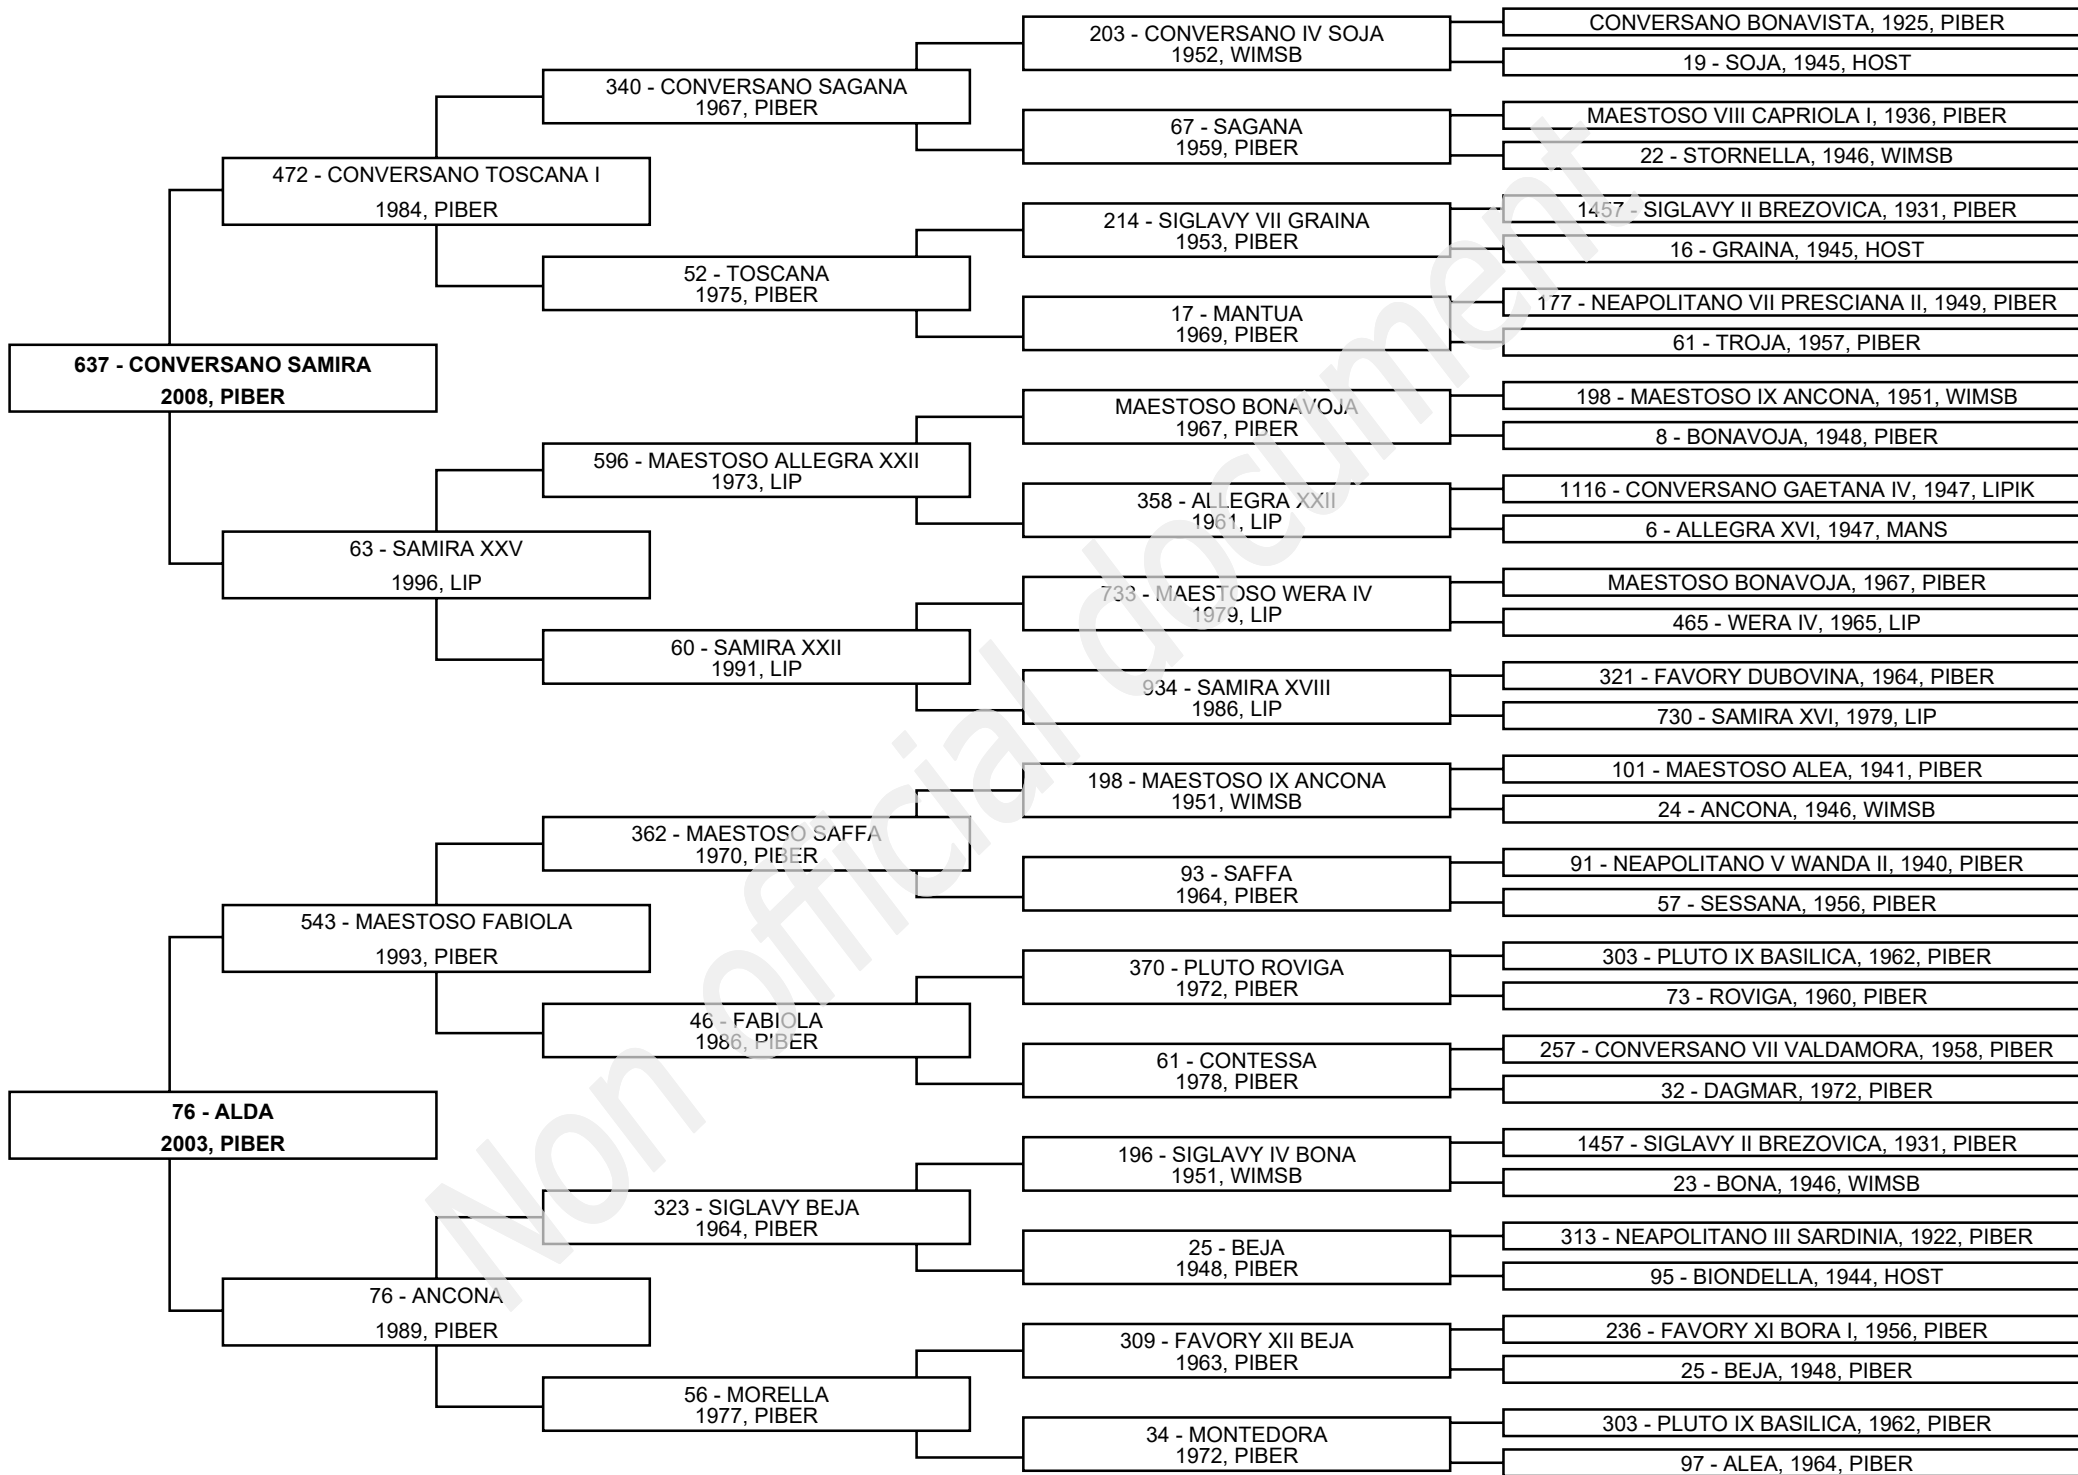 637 - CONVERSANO SAMIRA
2008, PIBER
76 - ALDA
2003, PIBER
472 - CONVERSANO TOSCANA I
1984, PIBER
63 - SAMIRA XXV
1996, LIP
543 - MAESTOSO FABIOLA
1993, PIBER
76 - ANCONA
1989, PIBER
340 - CONVERSANO SAGANA
1967, PIBER
52 - TOSCANA
1975, PIBER
596 - MAESTOSO ALLEGRA XXII
1973, LIP
60 - SAMIRA XXII
1991, LIP
362 - MAESTOSO SAFFA
1970, PIBER
46 - FABIOLA
1986, PIBER
323 - SIGLAVY BEJA
1964, PIBER
56 - MORELLA
1977, PIBER
203 - CONVERSANO IV SOJA
1952, WIMSB
67 - SAGANA
1959, PIBER
214 - SIGLAVY VII GRAINA
1953, PIBER
17 - MANTUA
1969, PIBER
MAESTOSO BONAVOJA
1967, PIBER
358 - ALLEGRA XXII
1961, LIP
733 - MAESTOSO WERA IV
1979, LIP
934 - SAMIRA XVIII
1986, LIP
198 - MAESTOSO IX ANCONA
1951, WIMSB
93 - SAFFA
1964, PIBER
370 - PLUTO ROVIGA
1972, PIBER
61 - CONTESSA
1978, PIBER
196 - SIGLAVY IV BONA
1951, WIMSB
25 - BEJA
1948, PIBER
309 - FAVORY XII BEJA
1963, PIBER
34 - MONTEDORA
1972, PIBER
CONVERSANO BONAVISTA, 1925, PIBER
19 - SOJA, 1945, HOST
MAESTOSO VIII CAPRIOLA I, 1936, PIBER
22 - STORNELLA, 1946, WIMSB
1457 - SIGLAVY II BREZOVICA, 1931, PIBER
16 - GRAINA, 1945, HOST
177 - NEAPOLITANO VII PRESCIANA II, 1949, PIBER
61 - TROJA, 1957, PIBER
198 - MAESTOSO IX ANCONA, 1951, WIMSB
8 - BONAVOJA, 1948, PIBER
1116 - CONVERSANO GAETANA IV, 1947, LIPIK
6 - ALLEGRA XVI, 1947, MANS
MAESTOSO BONAVOJA, 1967, PIBER
465 - WERA IV, 1965, LIP
321 - FAVORY DUBOVINA, 1964, PIBER
730 - SAMIRA XVI, 1979, LIP
101 - MAESTOSO ALEA, 1941, PIBER
24 - ANCONA, 1946, WIMSB
91 - NEAPOLITANO V WANDA II, 1940, PIBER
57 - SESSANA, 1956, PIBER
303 - PLUTO IX BASILICA, 1962, PIBER
73 - ROVIGA, 1960, PIBER
257 - CONVERSANO VII VALDAMORA, 1958, PIBER
32 - DAGMAR, 1972, PIBER
1457 - SIGLAVY II BREZOVICA, 1931, PIBER
23 - BONA, 1946, WIMSB
313 - NEAPOLITANO III SARDINIA, 1922, PIBER
95 - BIONDELLA, 1944, HOST
236 - FAVORY XI BORA I, 1956, PIBER
25 - BEJA, 1948, PIBER
303 - PLUTO IX BASILICA, 1962, PIBER
97 - ALEA, 1964, PIBER
Non official document